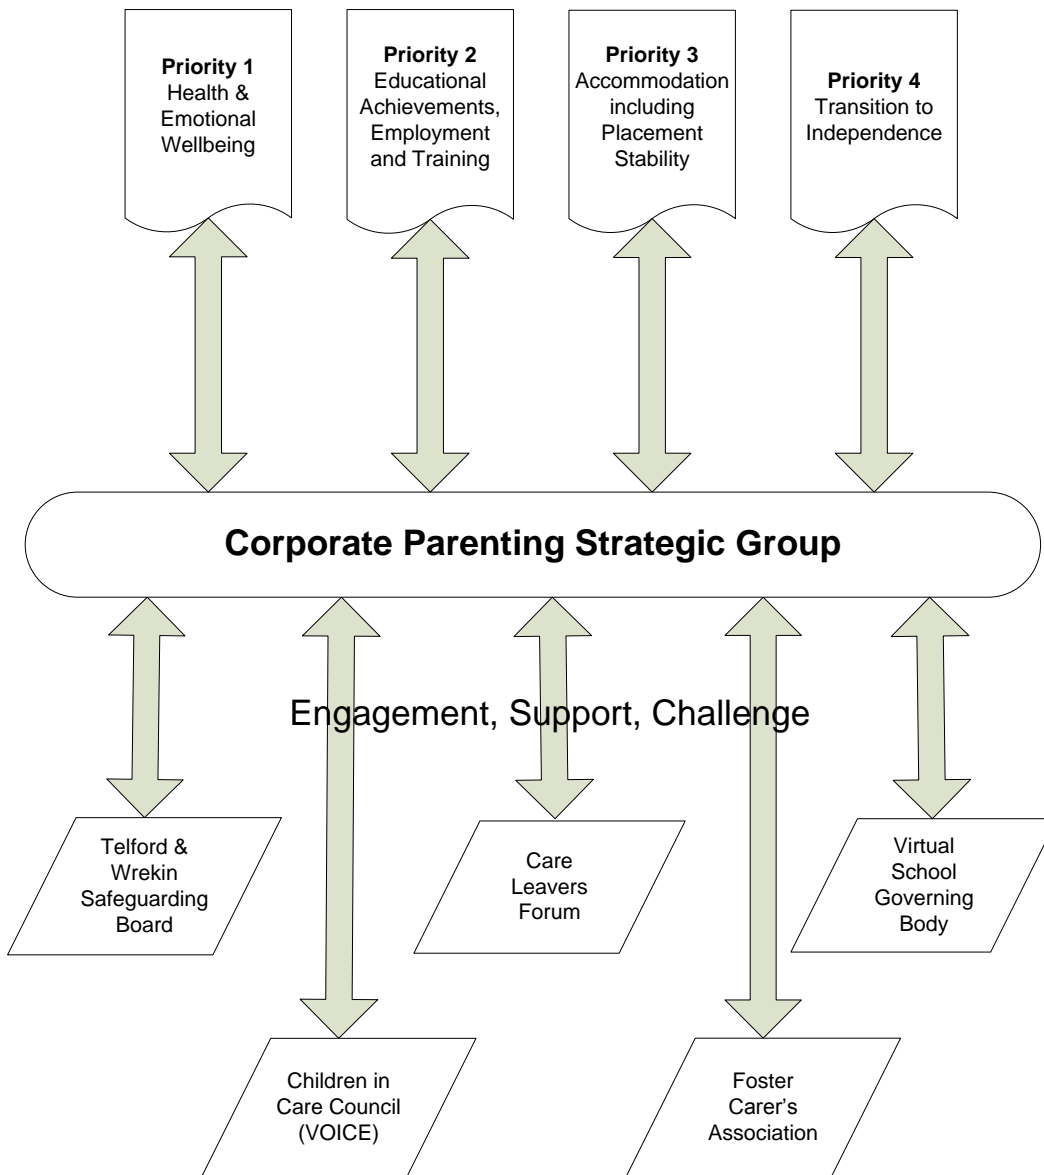 Priority 1
Health &
Emotional
Wellbeing
Priority 2
Educational
Achievements,
Employment
and Training
Priority 3
Accommodation
including
Placement
Stability
Priority 4
Transition to
Independence
Corporate Parenting Strategic Group
Engagement, Support, Challenge
Telford &
Wrekin
Safeguarding
Board
Care
Leavers
Forum
Virtual
School
Governing
Body
Children in
Care Council
(VOICE)
Foster
Carer's
Association